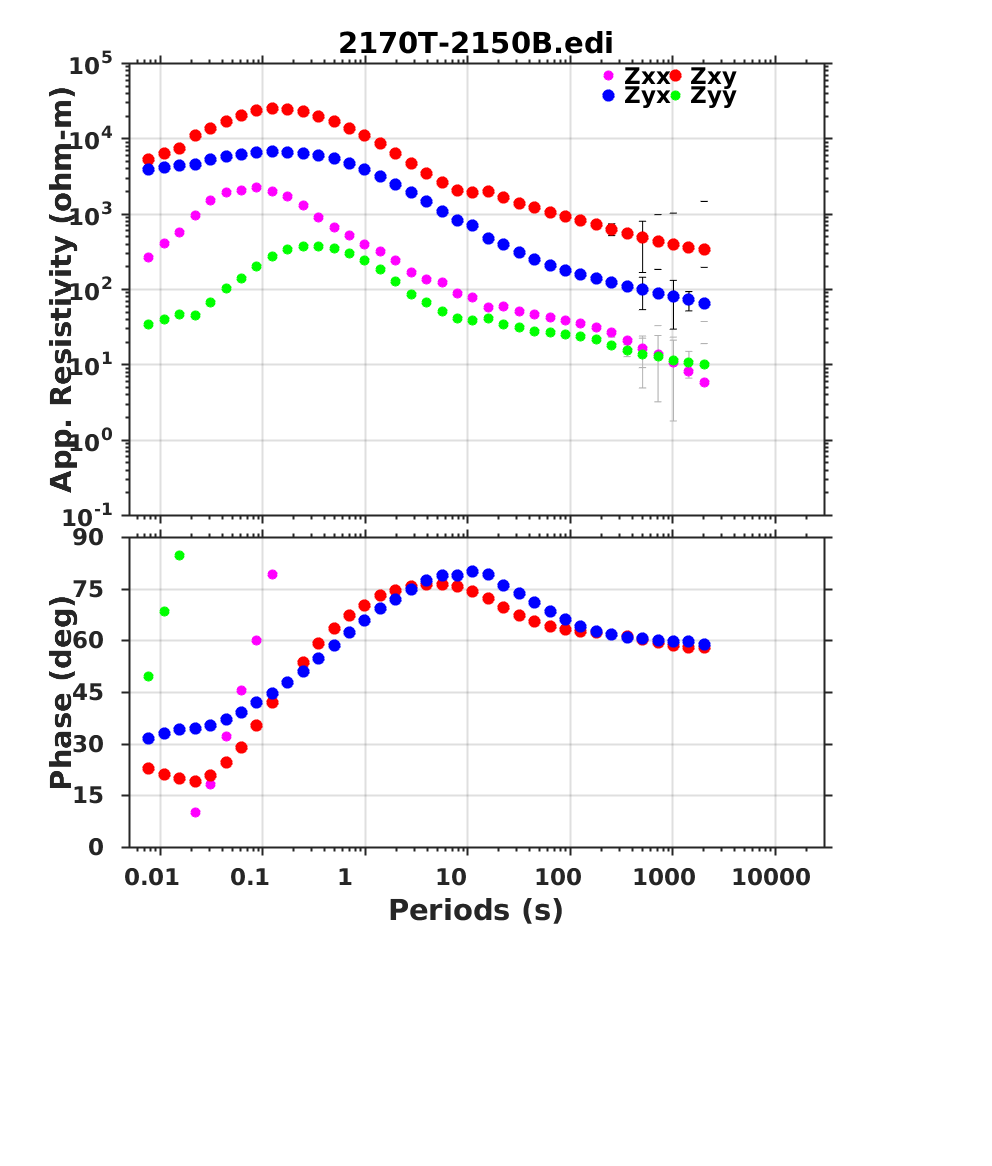 2170T-2150B.edi
Zxx Zxy
Zyx Zyy
App. Resistivity (ohm-m)
10^5
10^4
10^3
10^2
10^1
10^0
10^-1
Phase (deg)
90
75
60
45
30
15
0
0.01 0.1 1 10 100 1000 10000
Periods (s)